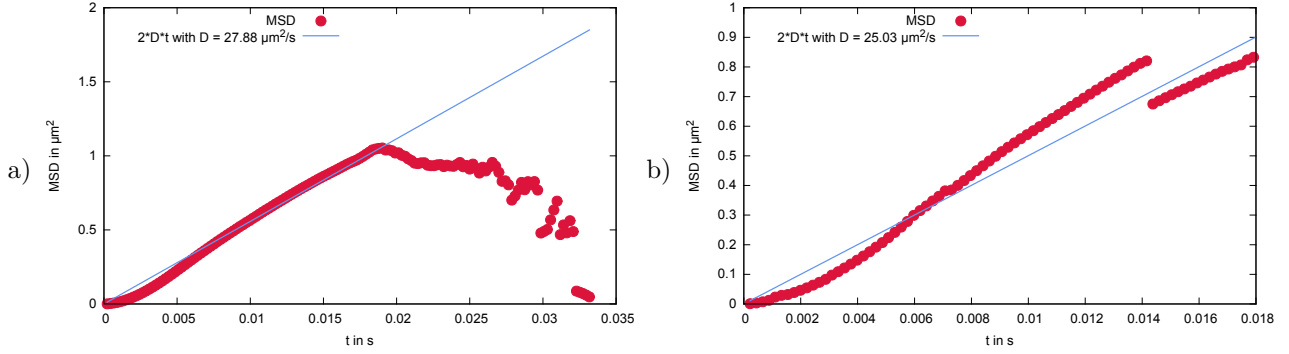 a)
MSD
2*D*t with D = 27.88 µm²/s
MSD in µm²
2
1.5
1
0.5
0
0 0.005 0.01 0.015 0.02 0.025 0.03 0.035
t in s
b)
MSD
2*D*t with D = 25.03 µm²/s
MSD in µm²
1
0.9
0.8
0.7
0.6
0.5
0.4
0.3
0.2
0.1
0
0 0.002 0.004 0.006 0.008 0.01 0.012 0.014 0.016 0.018
t in s